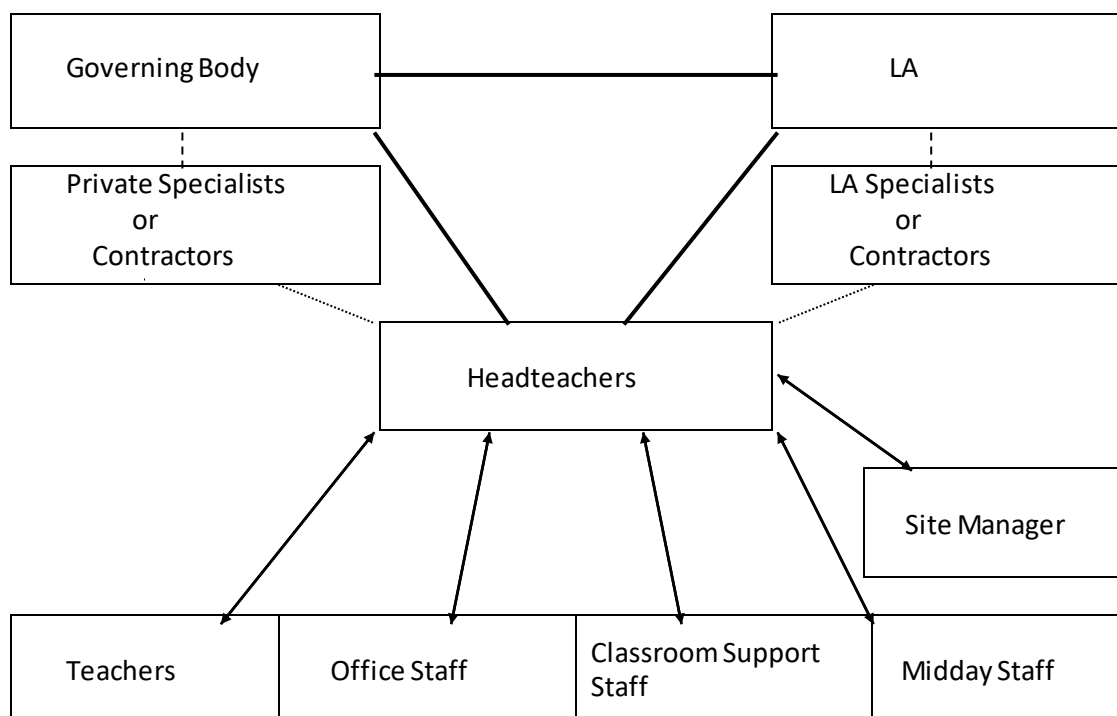 Governing Body
LA
Private Specialists
or
Contractors
LA Specialists
or
Contractors
Headteachers
Site Manager
Teachers
Office Staff
Classroom Support
Staff
Midday Staff